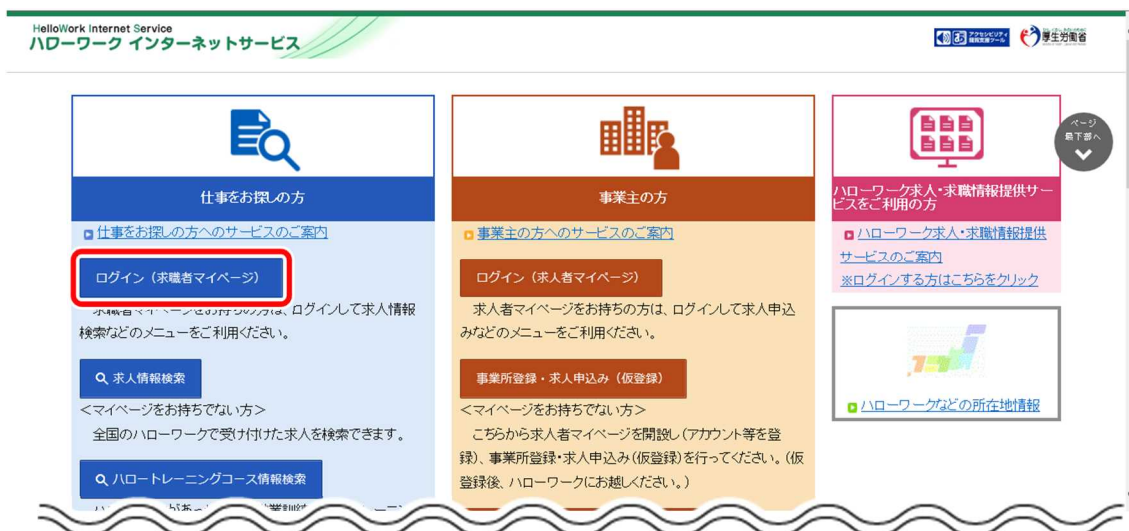 HelloWork Internet Service
ハローワーク インターネットサービス
アクセシビリティ
閲覧支援ツール
厚生労働省
ページ
最下部へ
仕事をお探しの方
仕事をお探しの方へのサービスのご案内
ログイン（求職者マイページ）
求職者マイページをお持ちの方は、ログインして求人情報
検索などのメニューをご利用ください。
求人情報検索
＜マイページをお持ちでない方＞
全国のハローワークで受け付けた求人を検索できます。
ハロートレーニングコース情報検索
事業主の方
事業主の方へのサービスのご案内
ログイン（求人者マイページ）
求人者マイページをお持ちの方は、ログインして求人申込
みなどのメニューをご利用ください。
事業所登録・求人申込み（仮登録）
＜マイページをお持ちでない方＞
こちらから求人者マイページを開設し（アカウント等を登
録）、事業所登録・求人申込み（仮登録）を行ってください。（仮
登録後、ハローワークにお越しください。）
ハローワーク求人・求職情報提供サー
ビスをご利用の方
ハローワーク求人・求職情報提供
サービスのご案内
※ログインする方はこちらをクリック
ハローワークなどの所在地情報